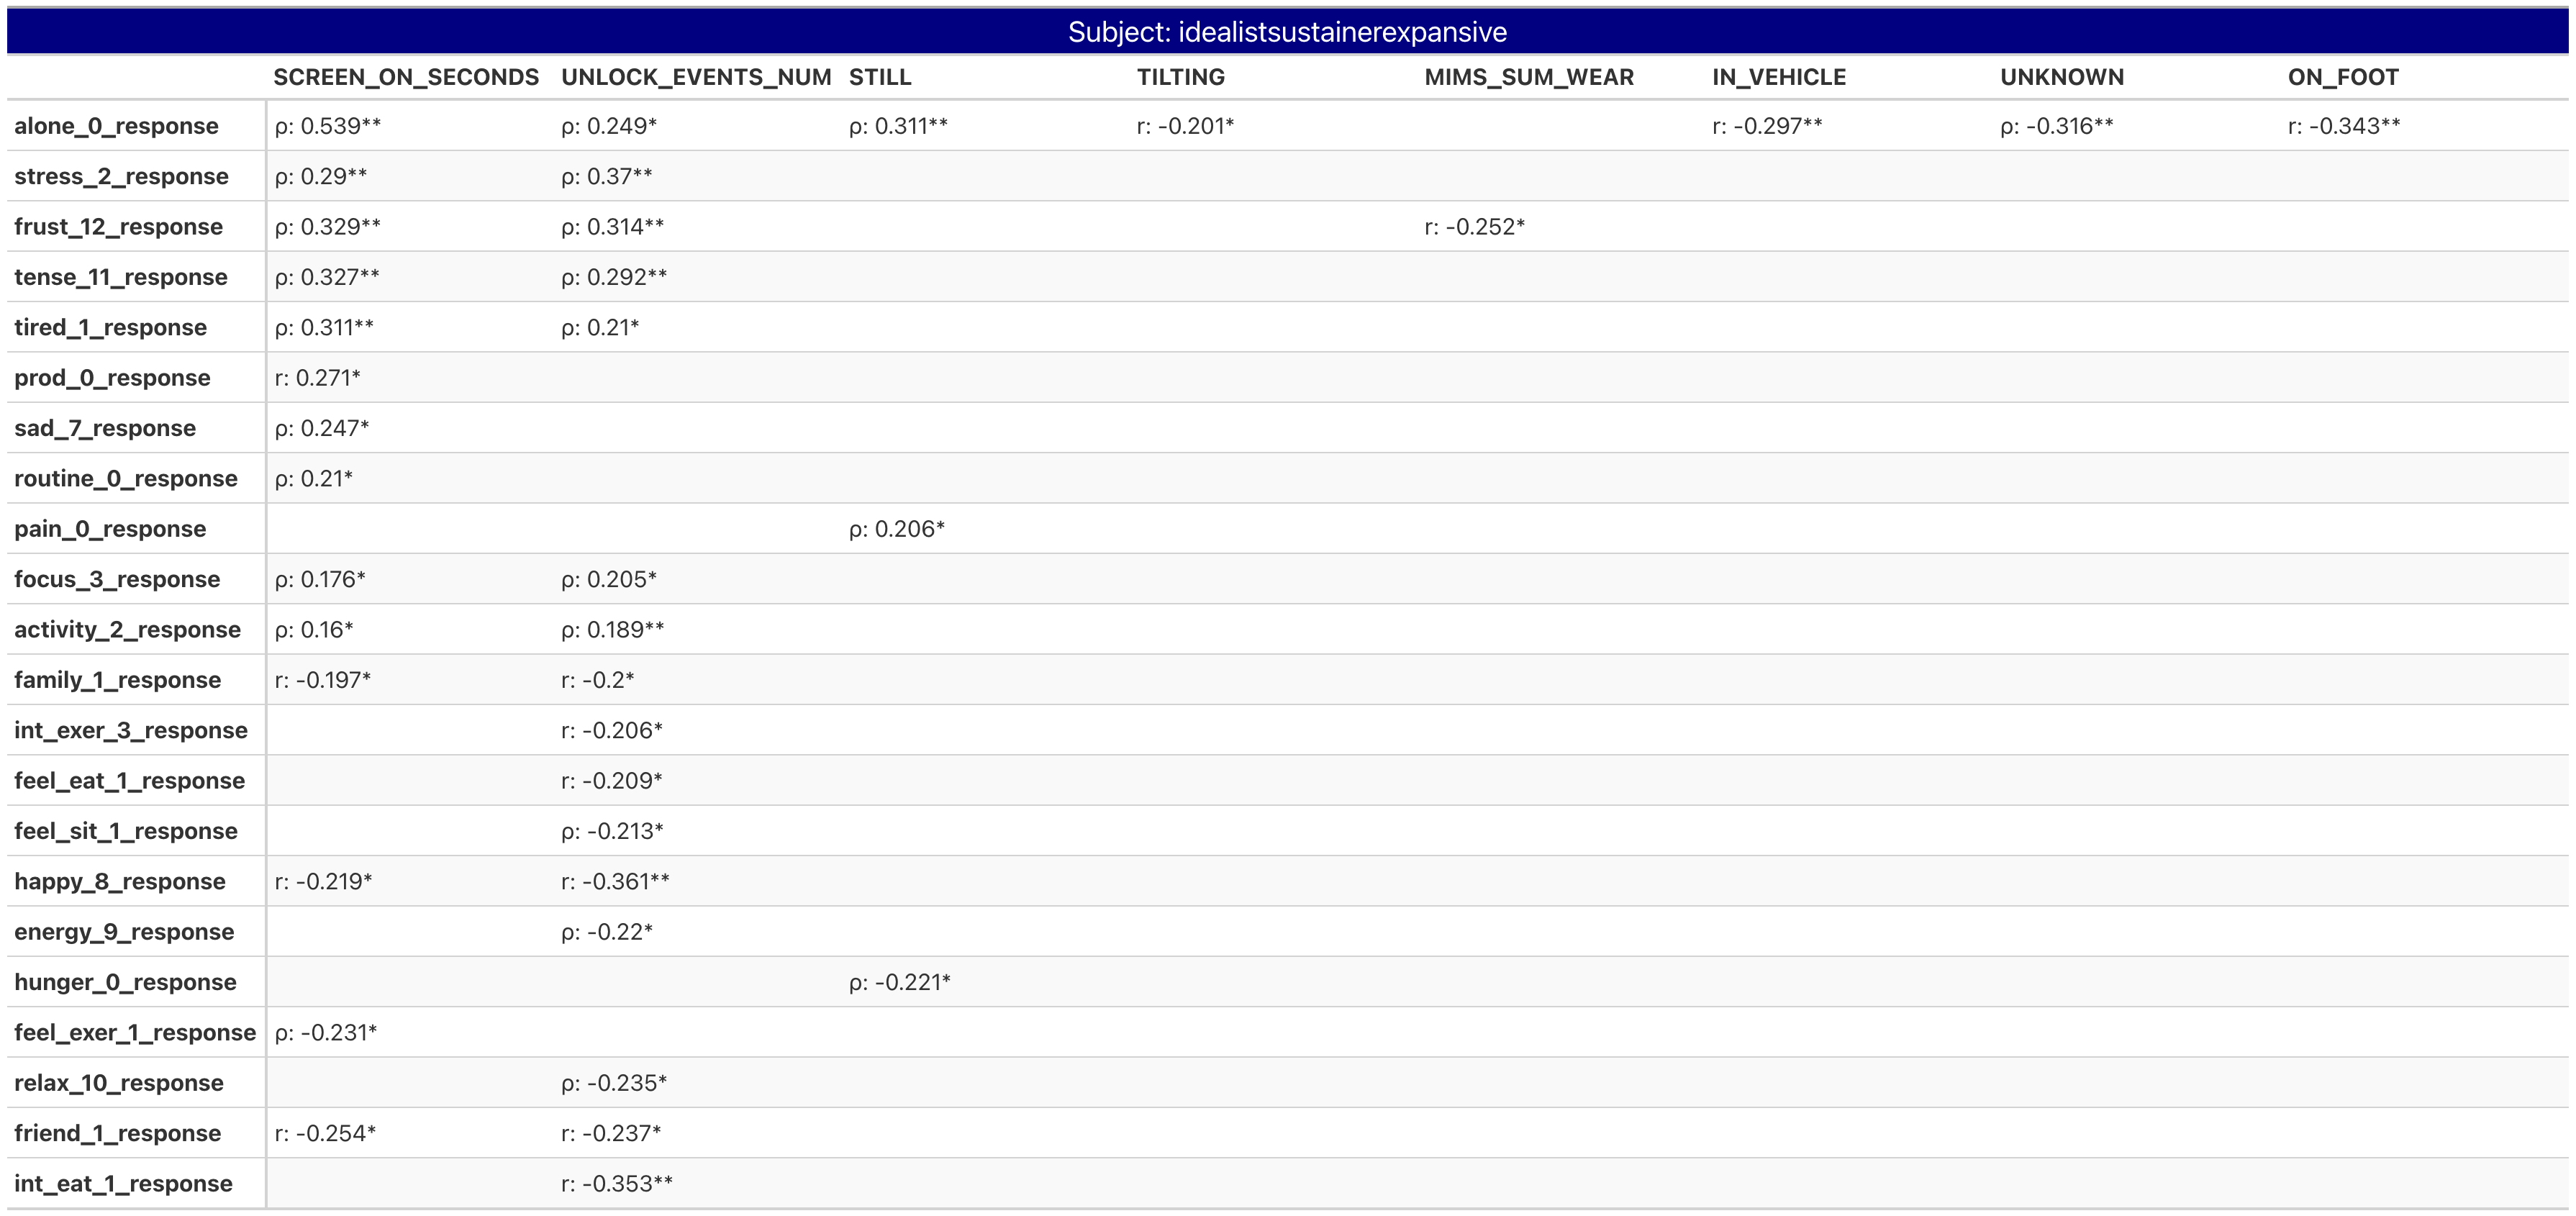 Subject: idealistsustainerexpansive
SCREEN_ON_SECONDS UNLOCK_EVENTS_NUM STILL TILTING MIMS_SUM_WEAR IN_VEHICLE UNKNOWN ON_FOOT
alone_0_response ρ: 0.539** ρ: 0.249* ρ: 0.311** r: -0.201* r: -0.297** ρ: -0.316** r: -0.343**
stress_2_response ρ: 0.29** ρ: 0.37**
frust_12_response ρ: 0.329** ρ: 0.314** r: -0.252*
tense_11_response ρ: 0.327** ρ: 0.292**
tired_1_response ρ: 0.311** ρ: 0.21*
prod_0_response r: 0.271*
sad_7_response ρ: 0.247*
routine_0_response ρ: 0.21*
pain_0_response ρ: 0.206*
focus_3_response ρ: 0.176* ρ: 0.205*
activity_2_response ρ: 0.16* ρ: 0.189**
family_1_response r: -0.197* r: -0.2*
int_exer_3_response r: -0.206*
feel_eat_1_response r: -0.209*
feel_sit_1_response ρ: -0.213*
happy_8_response r: -0.219* r: -0.361**
energy_9_response ρ: -0.22*
hunger_0_response ρ: -0.221*
feel_exer_1_response ρ: -0.231*
relax_10_response ρ: -0.235*
friend_1_response r: -0.254* r: -0.237*
int_eat_1_response r: -0.353**